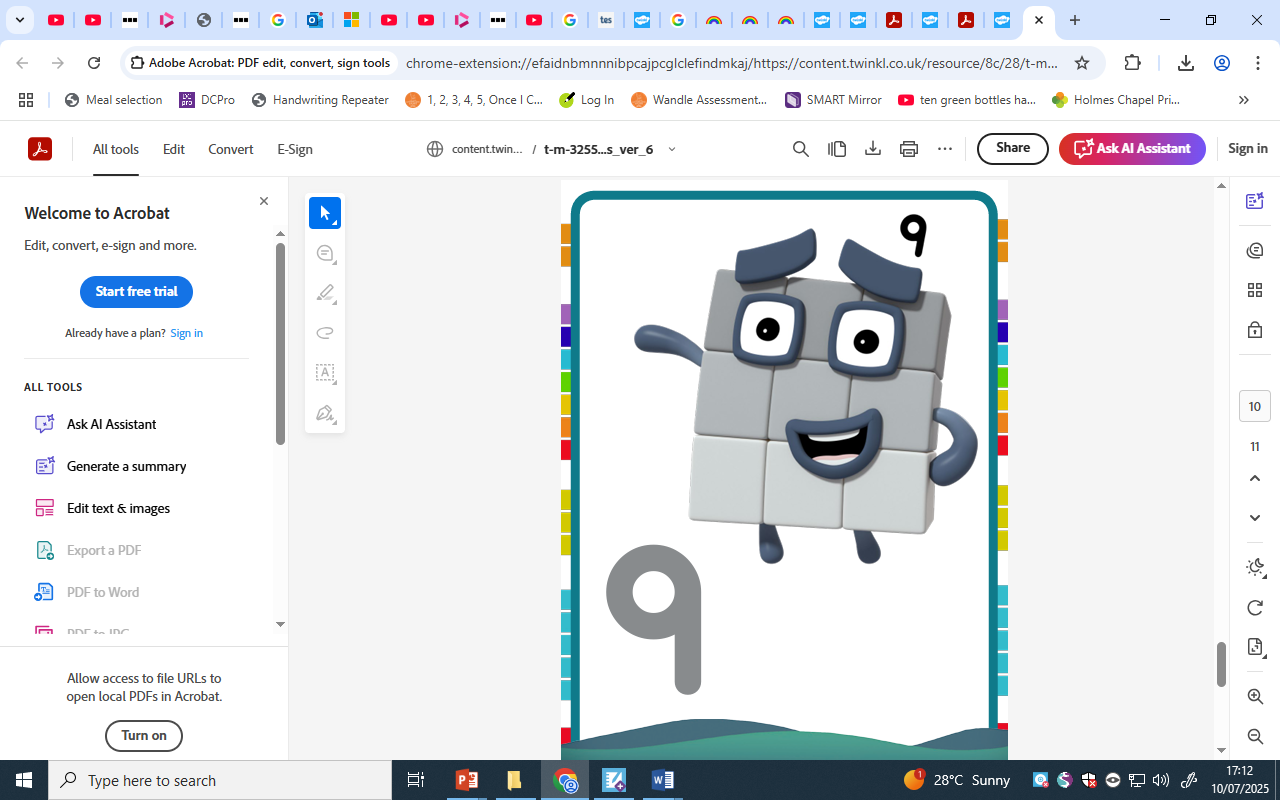 tes
Adobe Acrobat: PDF edit, convert, sign tools
chrome-extension://efaidnbmnnnibpcajpcglclefindmkaj/https://content.twinkl.co.uk/resource/8c/28/t-m...
Meal selection
DCPro
Handwriting Repeater
1, 2, 3, 4, 5, Once I C...
Log In
Wandle Assessment...
SMART Mirror
ten green bottles ha...
Holmes Chapel Pri...
All tools
Edit
Convert
E-Sign
content.twin... / t-m-3255...s_ver_6
Share
Ask AI Assistant
Sign in
Welcome to Acrobat
Edit, convert, e-sign and more.
Start free trial
Already have a plan? Sign in
ALL TOOLS
Ask AI Assistant
Generate a summary
Edit text & images
Export a PDF
PDF to Word
PDF to JPG
Allow access to file URLs to
open local PDFs in Acrobat.
Turn on
9
9
10
11
Type here to search
1
28°C Sunny
17:12
10/07/2025